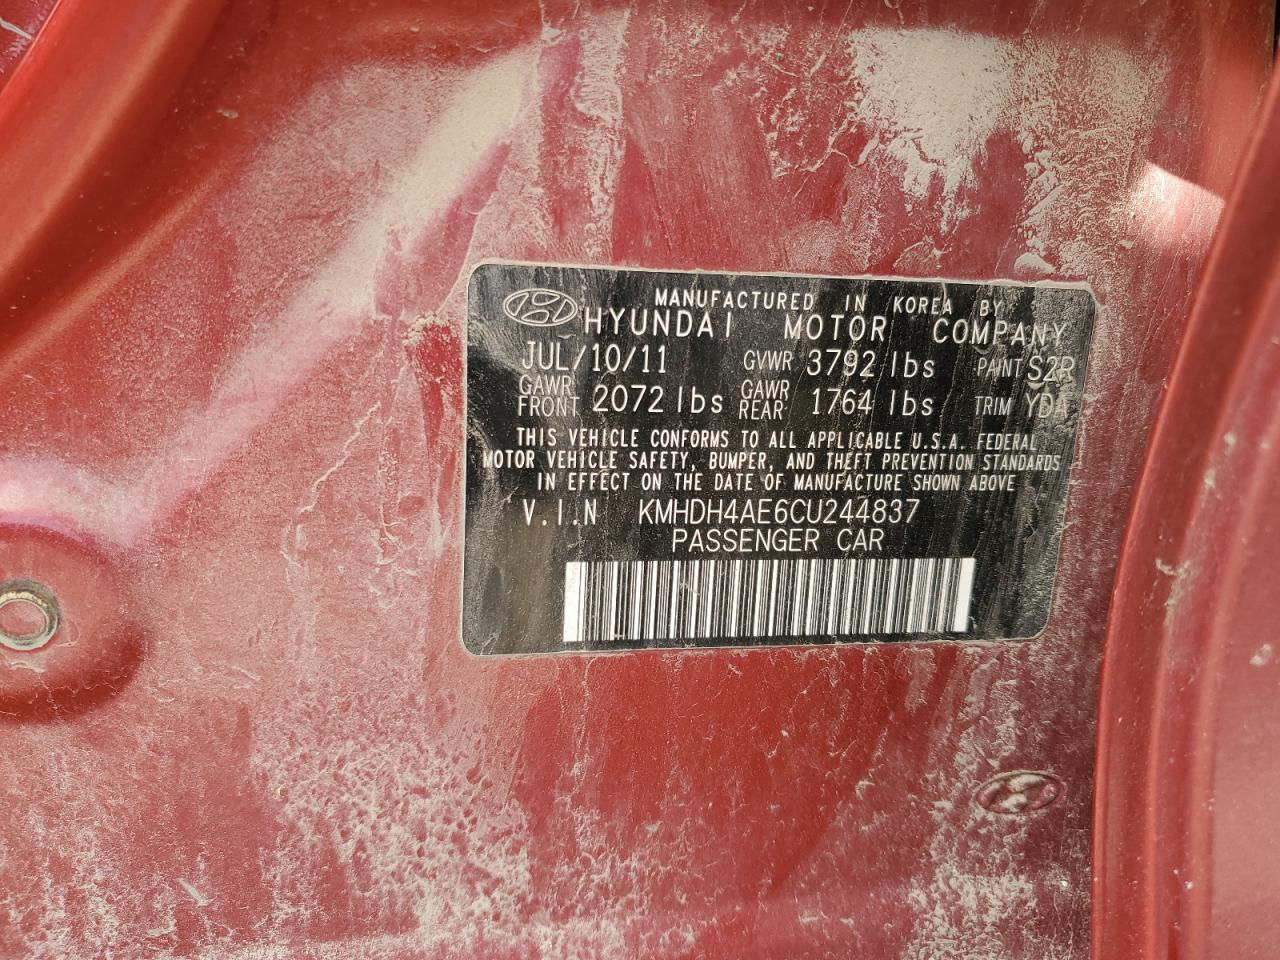 MANUFACTURED IN KOREA BY
HYUNDAI MOTOR COMPANY
JUL/10/11 GVWR 3792 lbs PAINT S2R
GAWR FRONT 2072 lbs GAWR REAR 1764 lbs TRIM YDA
THIS VEHICLE CONFORMS TO ALL APPLICABLE U.S.A. FEDERAL
MOTOR VEHICLE SAFETY, BUMPER, AND THEFT PREVENTION STANDARDS
IN EFFECT ON THE DATE OF MANUFACTURE SHOWN ABOVE
V.I.N KMHDH4AE6CU244837
PASSENGER CAR